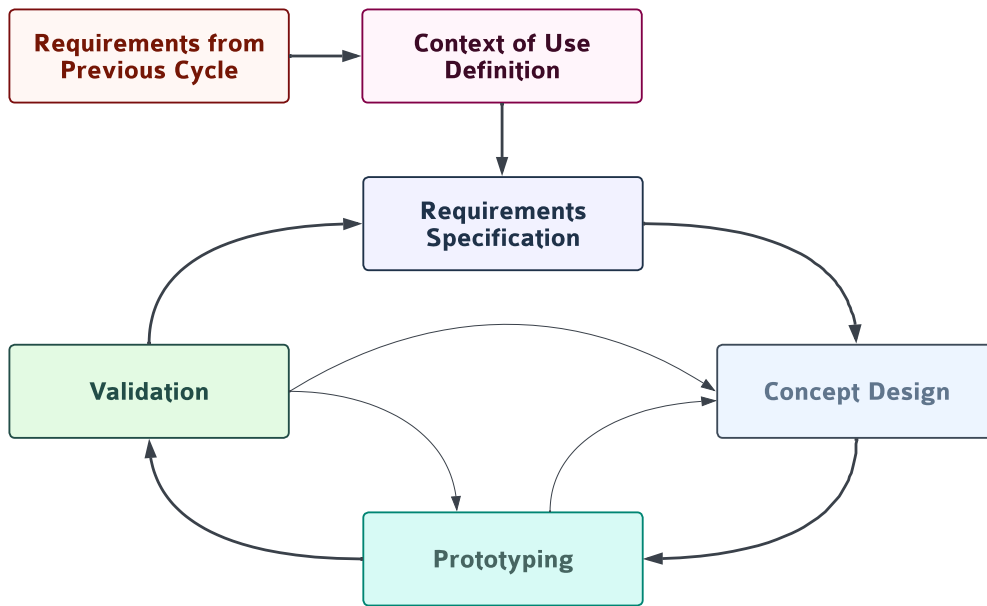 Requirements from
Previous Cycle
Context of Use
Definition
Requirements
Specification
Validation
Concept Design
Prototyping